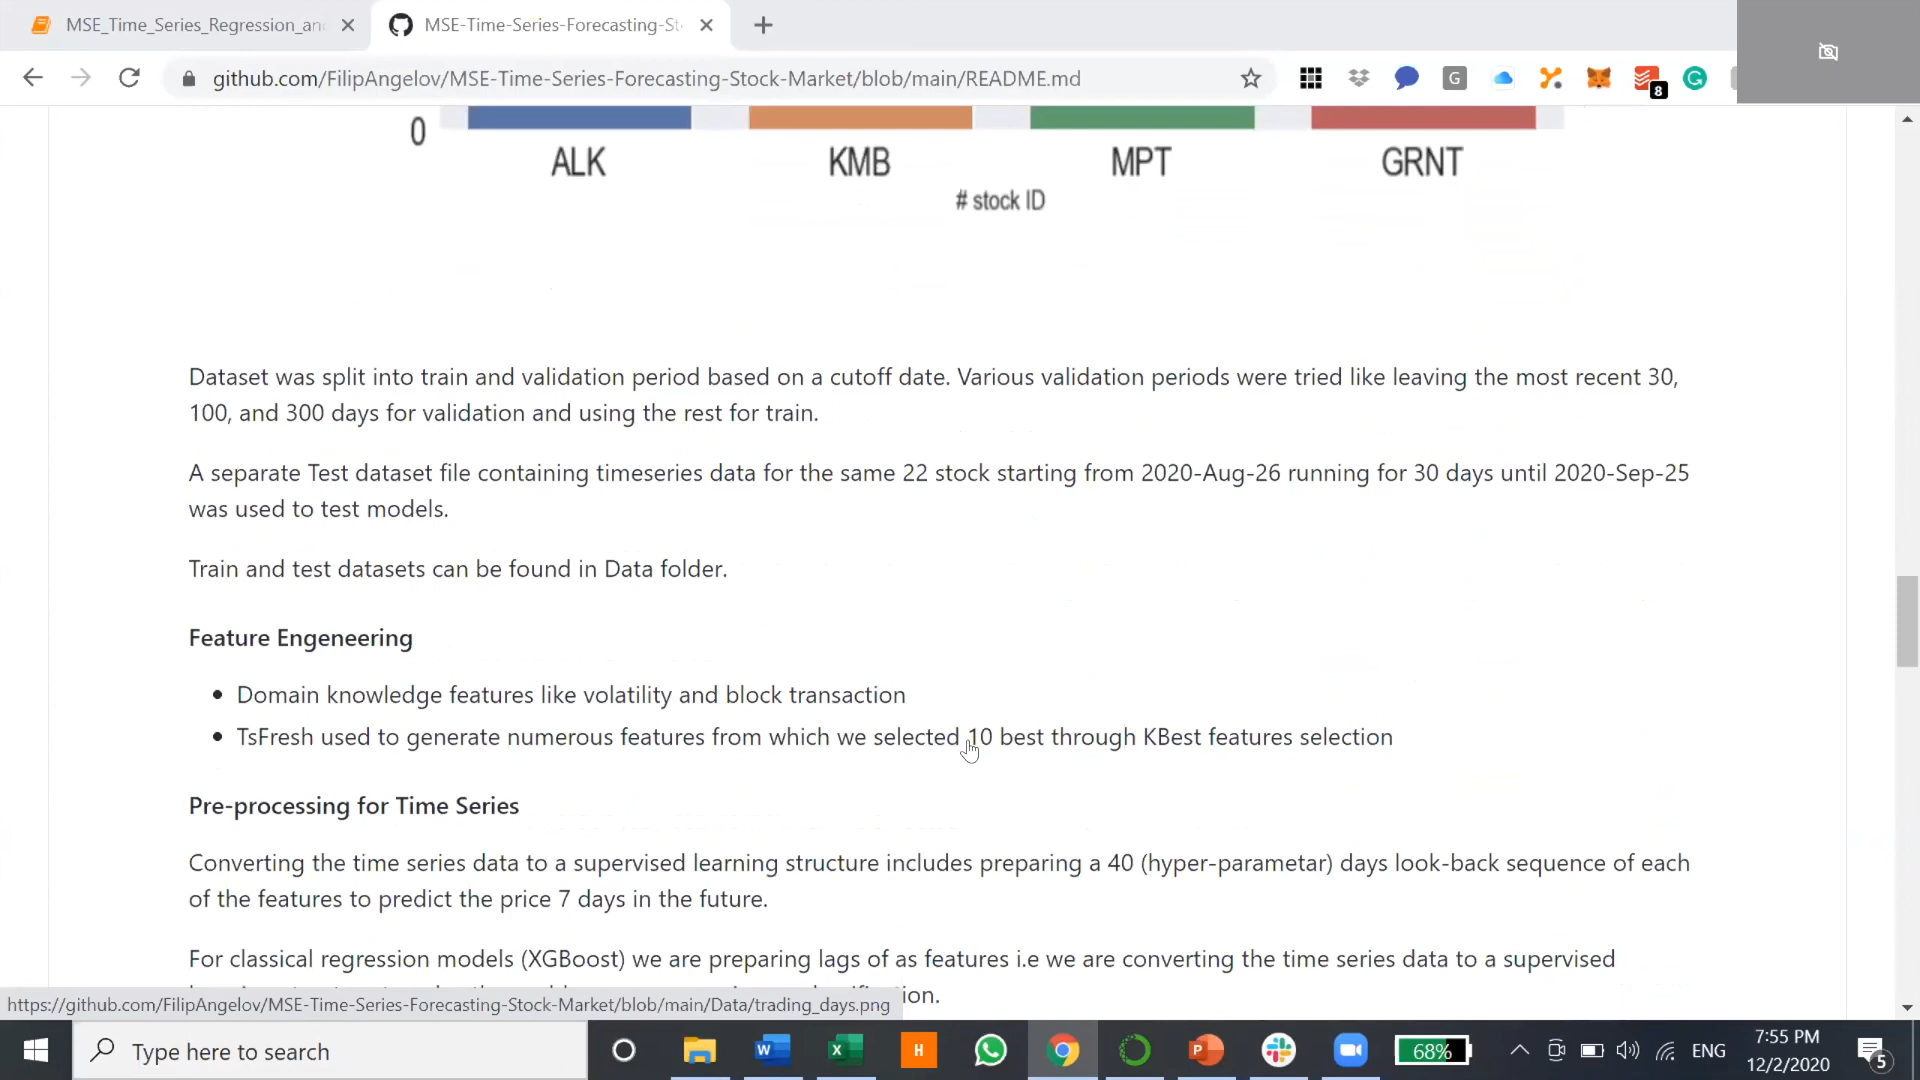 MSE_Time_Series_Regression_an
MSE-Time-Series-Forecasting-St
github.com/FilipAngelov/MSE-Time-Series-Forecasting-Stock-Market/blob/main/README.md
G
8
0
ALK KMB MPT GRNT
# stock ID
Dataset was split into train and validation period based on a cutoff date. Various validation periods were tried like leaving the most recent 30,
100, and 300 days for validation and using the rest for train.
A separate Test dataset file containing timeseries data for the same 22 stock starting from 2020-Aug-26 running for 30 days until 2020-Sep-25
was used to test models.
Train and test datasets can be found in Data folder.
Feature Engeneering
Domain knowledge features like volatility and block transaction
TsFresh used to generate numerous features from which we selected 10 best through KBest features selection
Pre-processing for Time Series
Converting the time series data to a supervised learning structure includes preparing a 40 (hyper-parametar) days look-back sequence of each
of the features to predict the price 7 days in the future.
For classical regression models (XGBoost) we are preparing lags of as features i.e we are converting the time series data to a supervised
https://github.com/FilipAngelov/MSE-Time-Series-Forecasting-Stock-Market/blob/main/Data/trading_days.png
Type here to search
W
X
H
P
68%
ENG
7:55 PM
12/2/2020
5